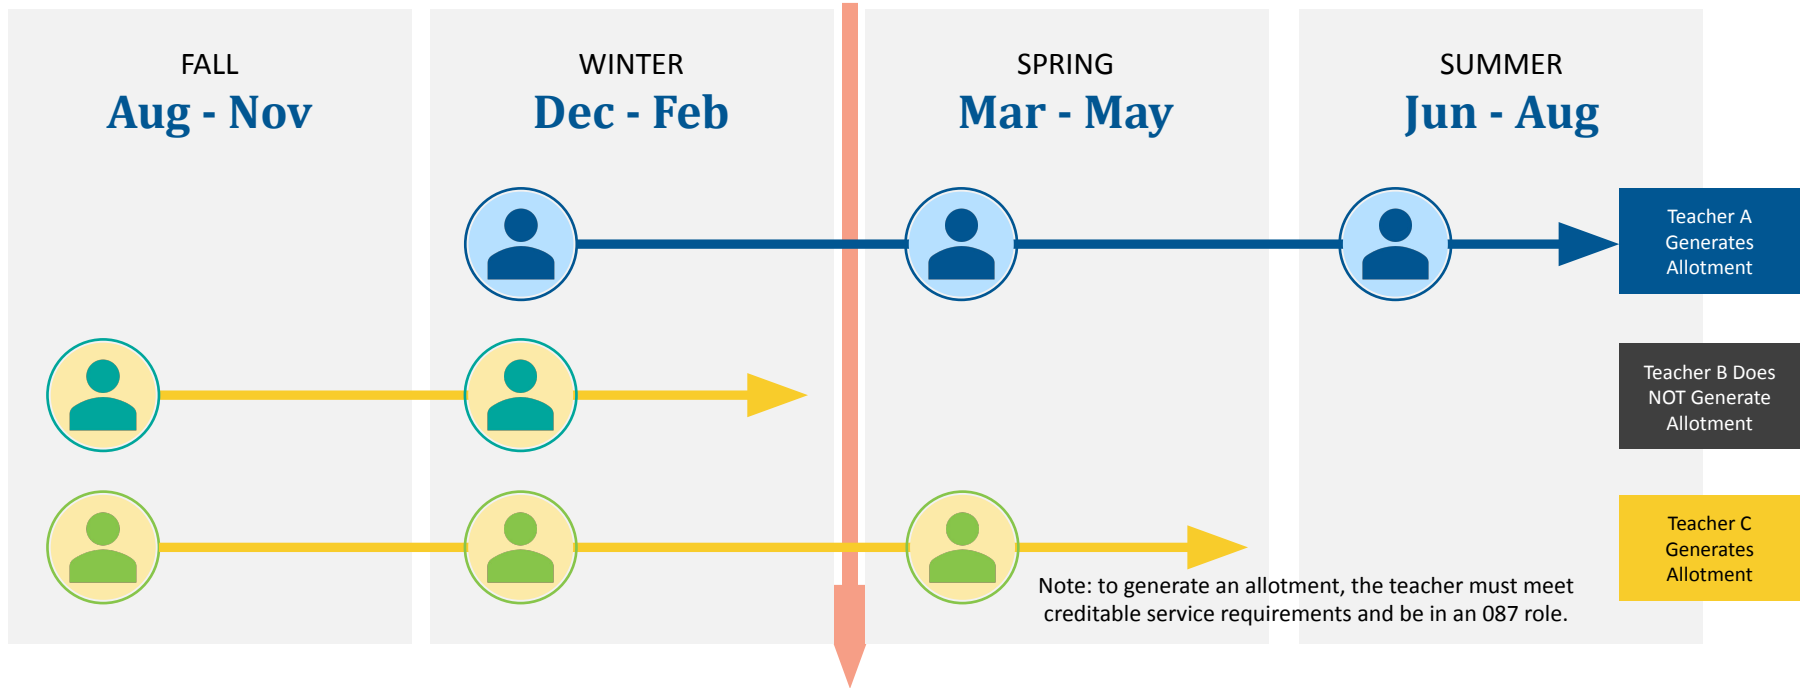 FALL
Aug - Nov
WINTER
Dec - Feb
SPRING
Mar - May
SUMMER
Jun - Aug
Teacher A
Generates
Allotment
Teacher B Does
NOT Generate
Allotment
Teacher C
Generates
Allotment
Note: to generate an allotment, the teacher must meet
creditable service requirements and be in an 087 role.